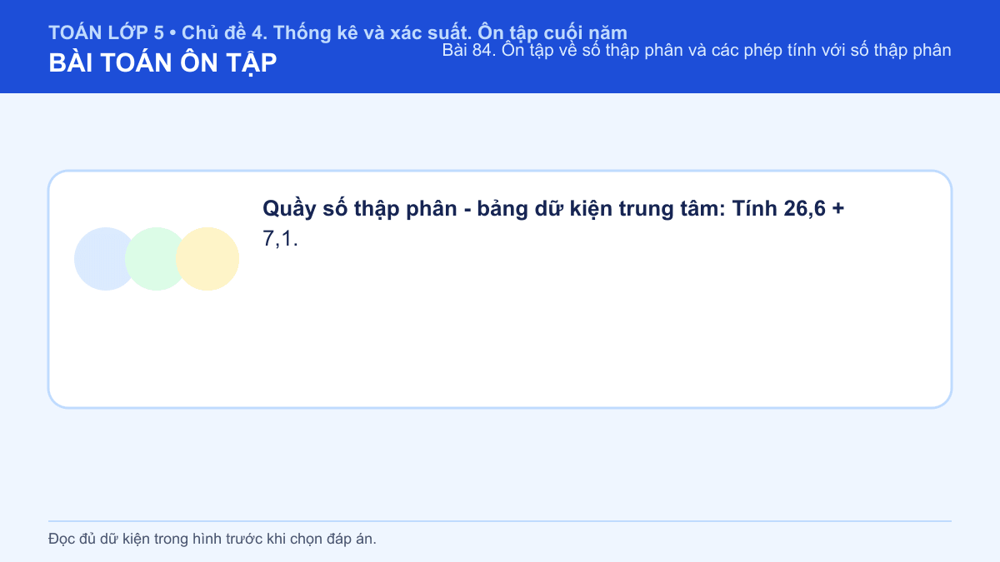 TOÁN LỚP 5 • Chủ đề 4. Thống kê và xác suất. Ôn tập cuối năm
Bài 84. Ôn tập về số thập phân và các phép tính với số thập phân
BÀI TOÁN ÔN TẬP
Quầy số thập phân - bảng dữ kiện trung tâm: Tính 26,6 +
7,1.
Đọc đủ dữ kiện trong hình trước khi chọn đáp án.